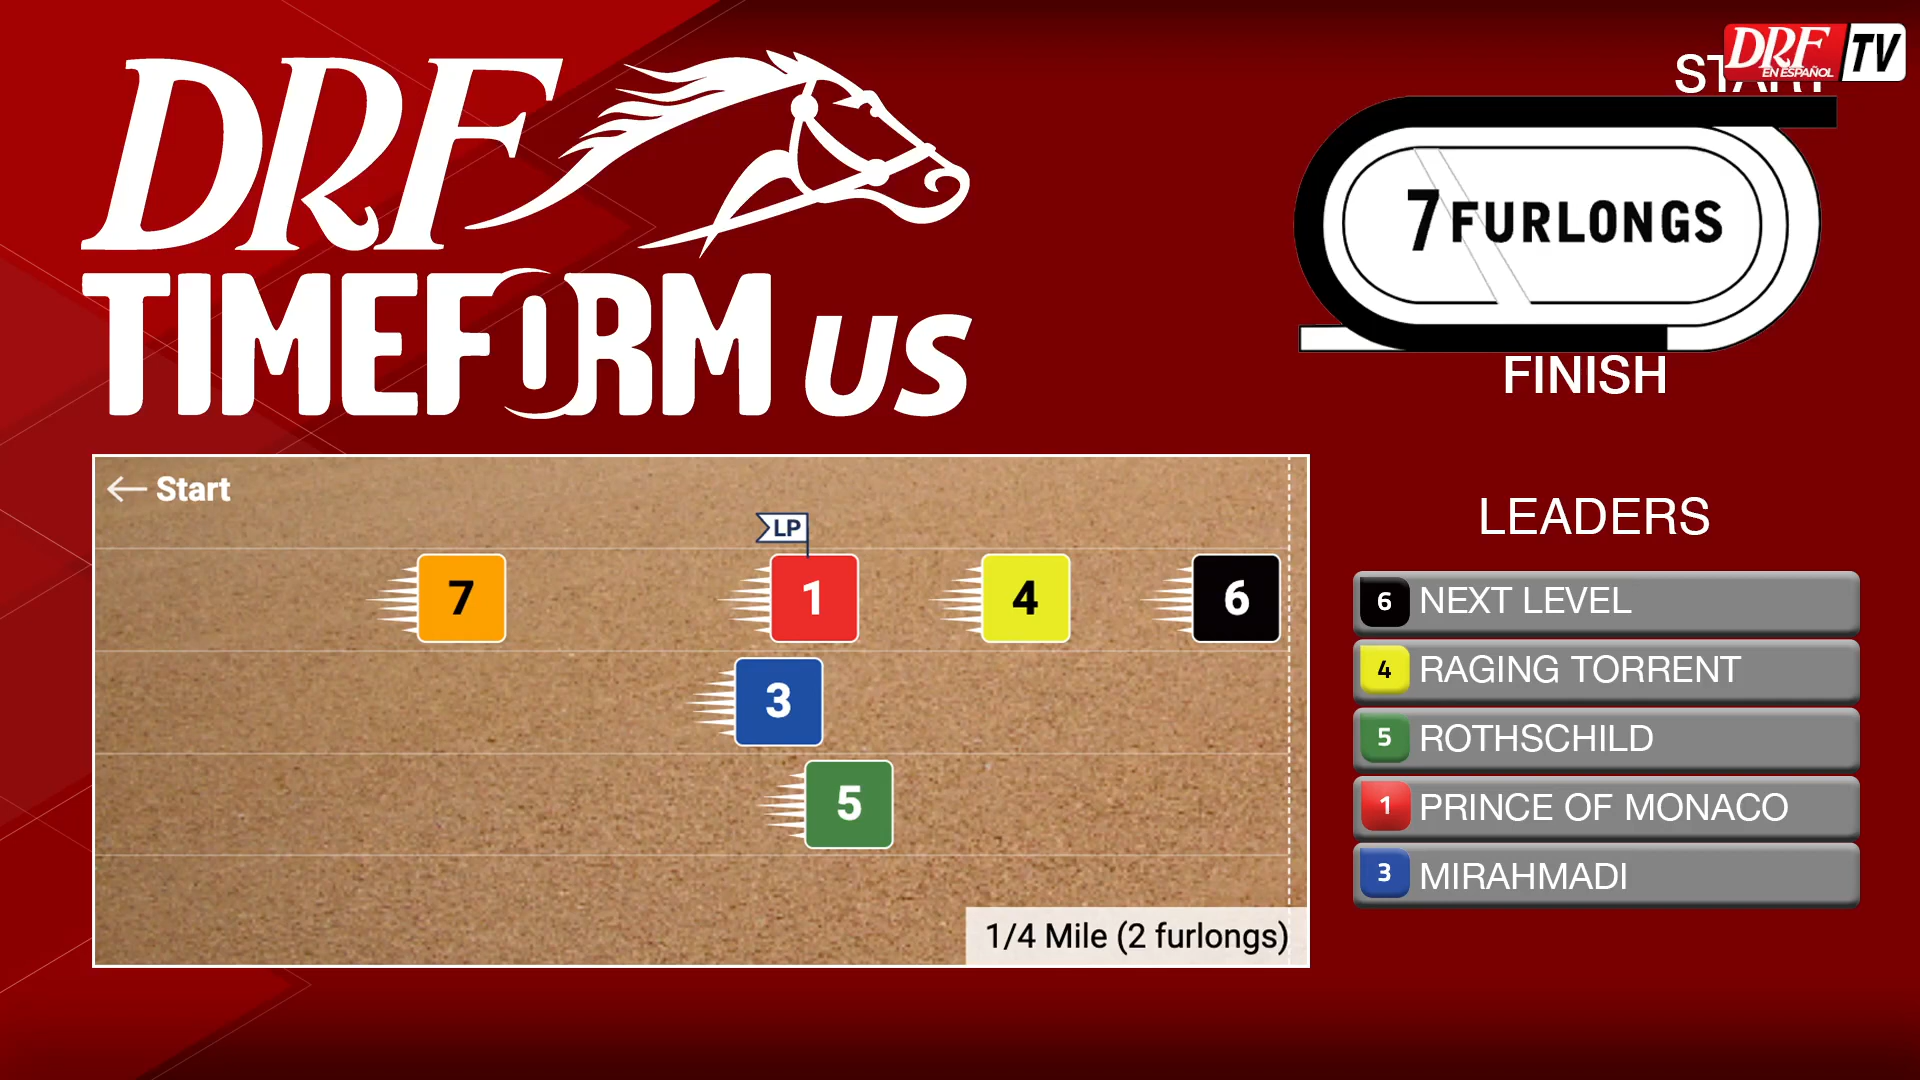 DRF
TIMEFORM US
START
DRF
EN ESPAÑOL
TV
7 FURLONGS
FINISH
← Start
LP
7
1
4
6
3
5
1/4 Mile (2 furlongs)
LEADERS
6 NEXT LEVEL
4 RAGING TORRENT
5 ROTHSCHILD
1 PRINCE OF MONACO
3 MIRAHMADI